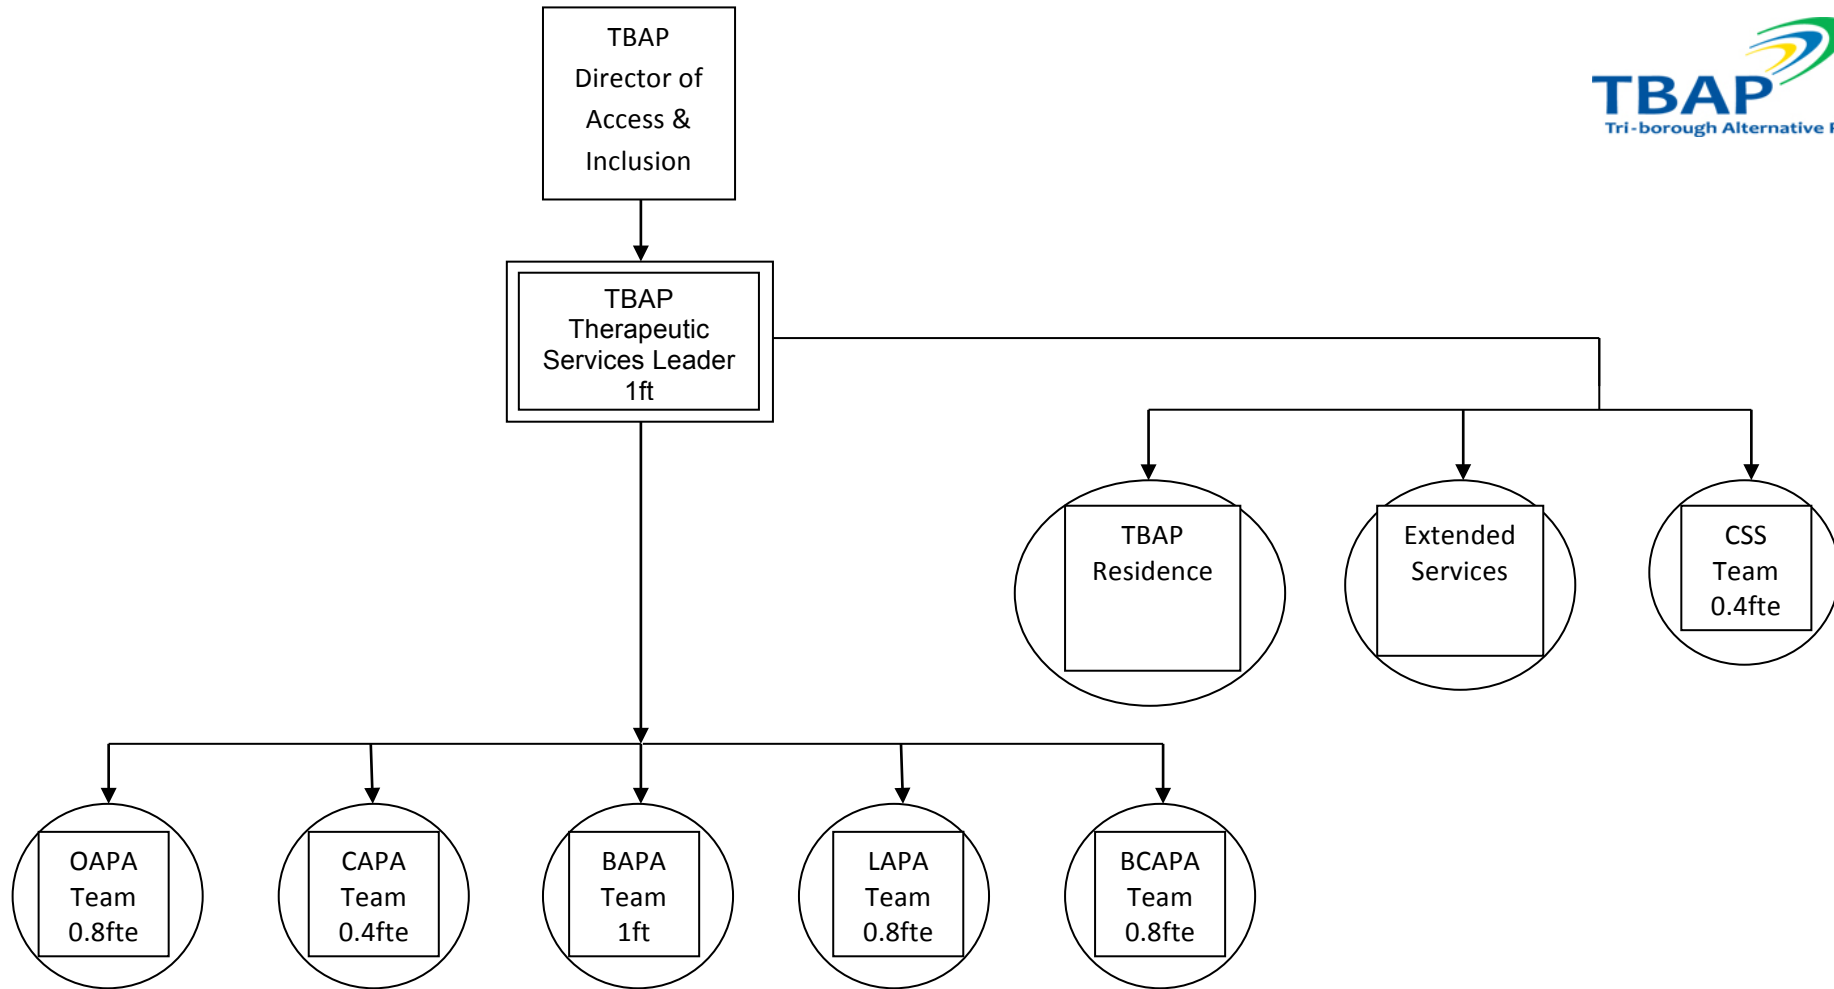 TBAP
Director of
Access &
Inclusion
TBAP
Tri-borough Alternative
TBAP
Therapeutic
Services Leader
1ft
TBAP
Residence
Extended
Services
CSS
Team
0.4fte
OAPA
Team
0.8fte
CAPA
Team
0.4fte
BAPA
Team
1ft
LAPA
Team
0.8fte
BCAPA
Team
0.8fte